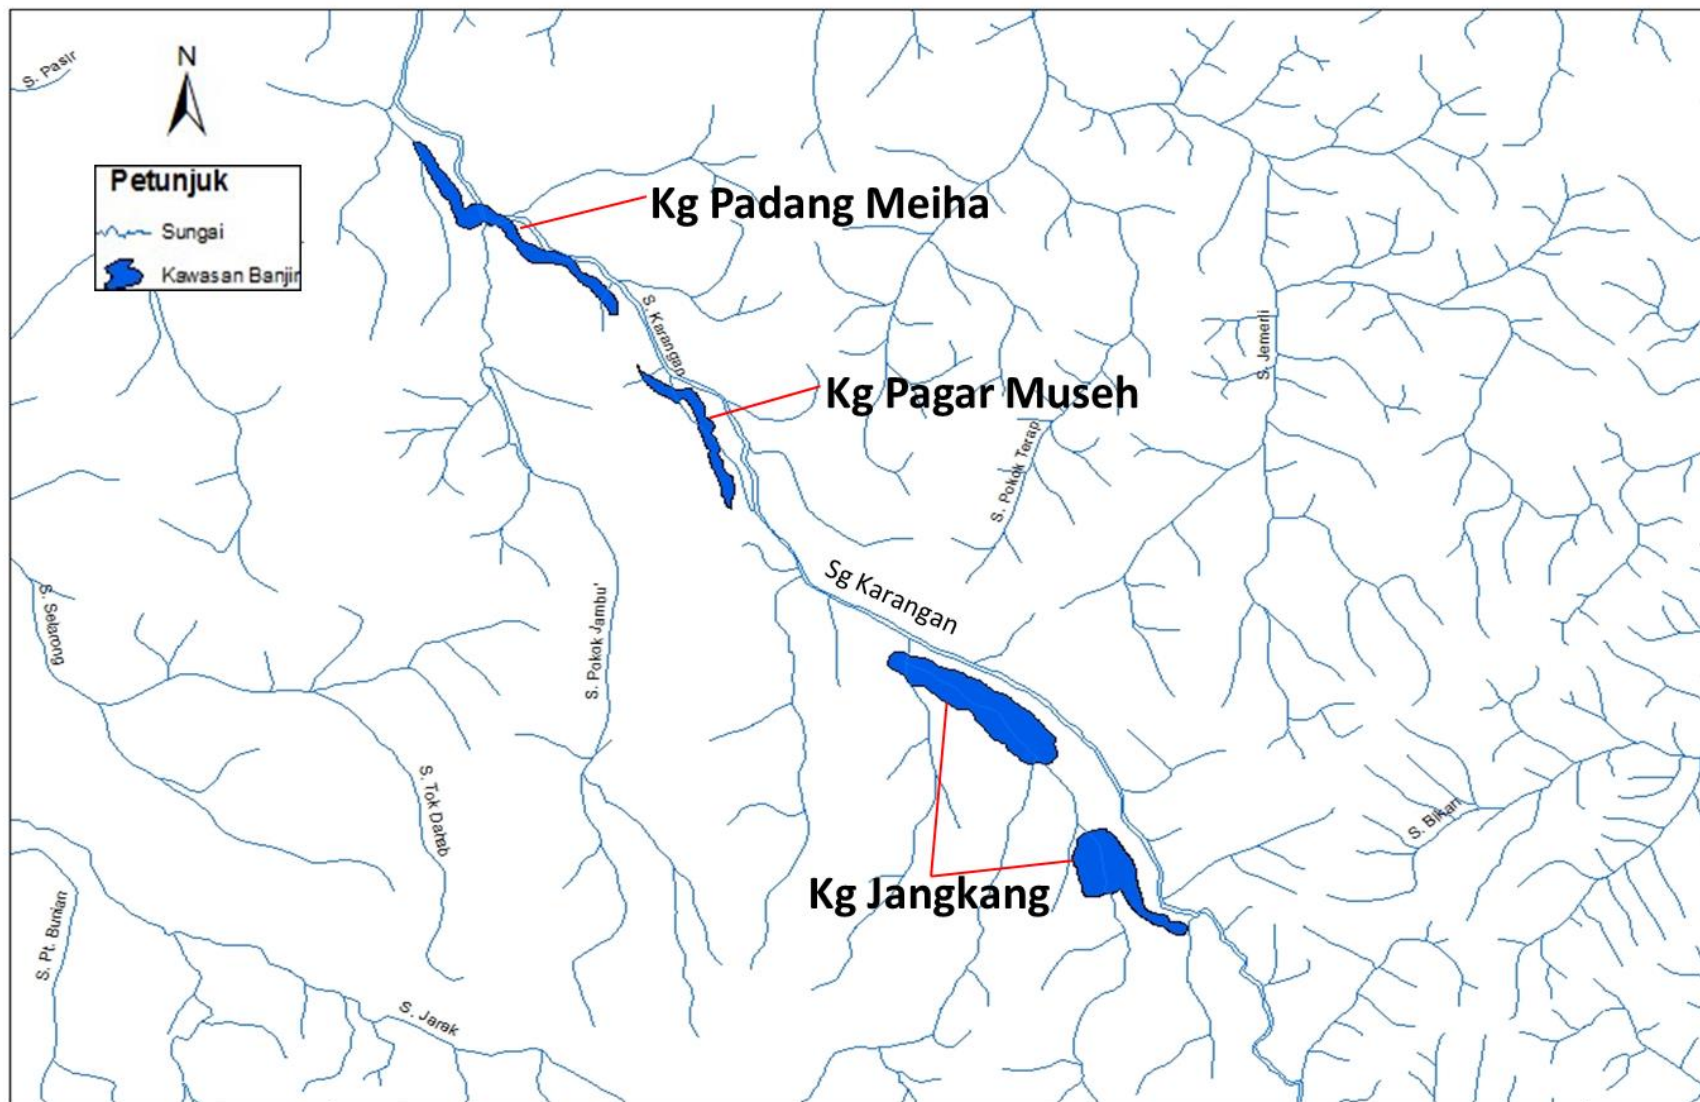 S. Pasir
N
Petunjuk
Sungai
Kawasan Banjir
Kg Padang Meiha
S. Karangan
Kg Pagar Museh
S. Jemerli
S. Pokok Terap
Sg Karangan
S. Selarong
S. Pokok Jambu'
S. Tok Dahab
S. Bikan
Kg Jangkang
S. Pt. Bunian
S. Jarak